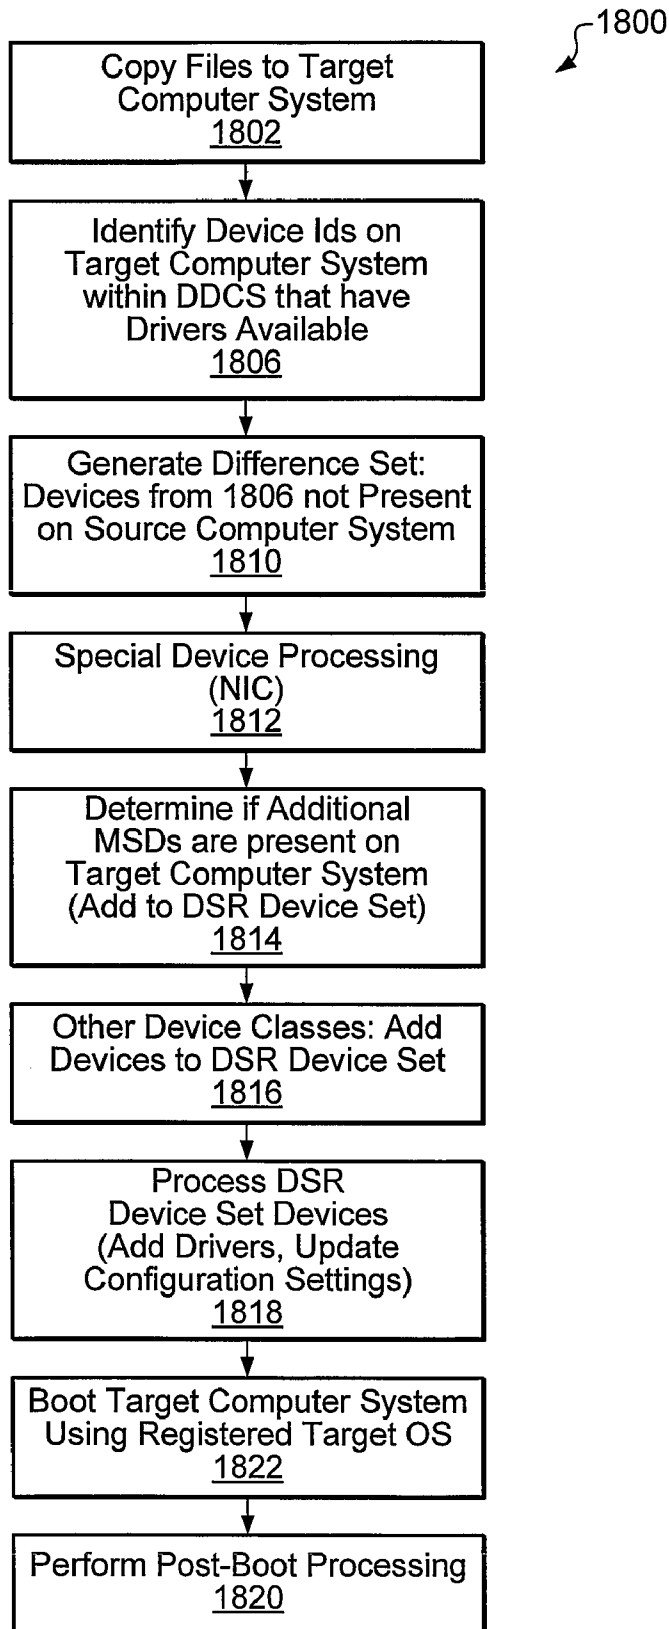 1800
Copy Files to Target
Computer System
1802
Identify Device Ids on
Target Computer System
within DDCS that have
Drivers Available
1806
Generate Difference Set:
Devices from 1806 not Present
on Source Computer System
1810
Special Device Processing
(NIC)
1812
Determine if Additional
MSDs are present on
Target Computer System
(Add to DSR Device Set)
1814
Other Device Classes: Add
Devices to DSR Device Set
1816
Process DSR
Device Set Devices
(Add Drivers, Update
Configuration Settings)
1818
Boot Target Computer System
Using Registered Target OS
1822
Perform Post-Boot Processing
1820